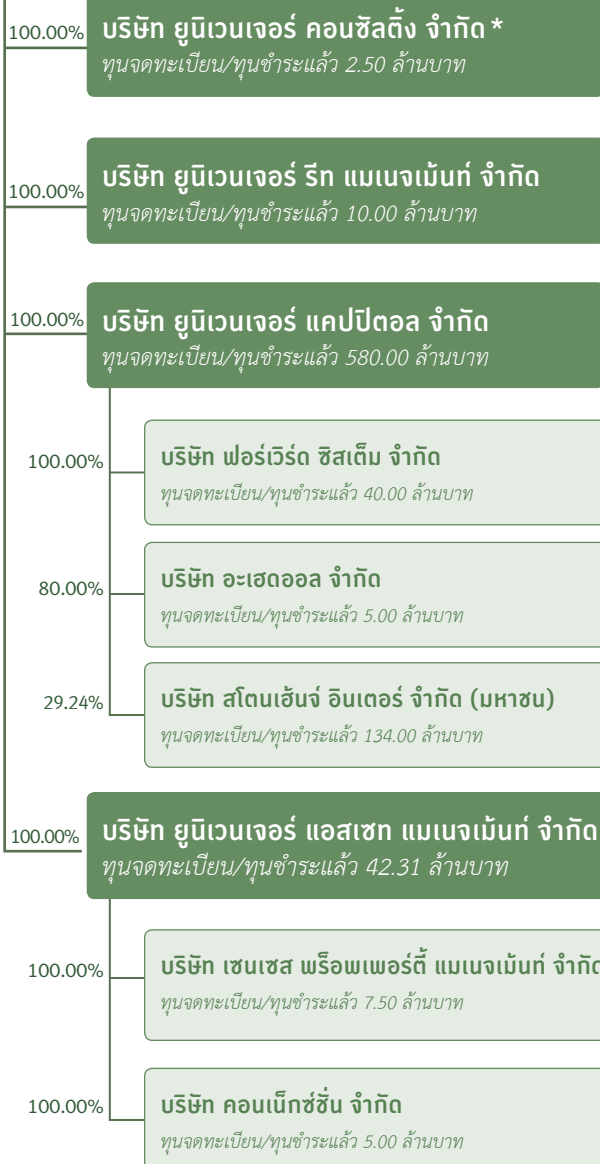 100.00%
บริษัท ยูนิเวนเจอร์ คอนซัลติ้ง จำกัด*
ทุนจดทะเบียน/ทุนชำระแล้ว 2.50 ล้านบาท
100.00%
บริษัท ยูนิเวนเจอร์ รีท แมเนจเม้นท์ จำกัด
ทุนจดทะเบียน/ทุนชำระแล้ว 10.00 ล้านบาท
100.00%
บริษัท ยูนิเวนเจอร์ แคปปิตอล จำกัด
ทุนจดทะเบียน/ทุนชำระแล้ว 580.00 ล้านบาท
100.00%
บริษัท ฟอร์เวิร์ด ซิสเต็ม จำกัด
ทุนจดทะเบียน/ทุนชำระแล้ว 40.00 ล้านบาท
80.00%
บริษัท อะเฮดออล จำกัด
ทุนจดทะเบียน/ทุนชำระแล้ว 5.00 ล้านบาท
29.24%
บริษัท สโตนเฮ้นจ์ อินเตอร์ จำกัด (มหาชน)
ทุนจดทะเบียน/ทุนชำระแล้ว 134.00 ล้านบาท
100.00%
บริษัท ยูนิเวนเจอร์ แอสเซท แมเนจเม้นท์ จำกัด
ทุนจดทะเบียน/ทุนชำระแล้ว 42.31 ล้านบาท
100.00%
บริษัท เซนเซส พร็อพเพอร์ตี้ แมเนจเม้นท์ จำกัด
ทุนจดทะเบียน/ทุนชำระแล้ว 7.50 ล้านบาท
100.00%
บริษัท คอนเน็กซ์ชั่น จำกัด
ทุนจดทะเบียน/ทุนชำระแล้ว 5.00 ล้านบาท